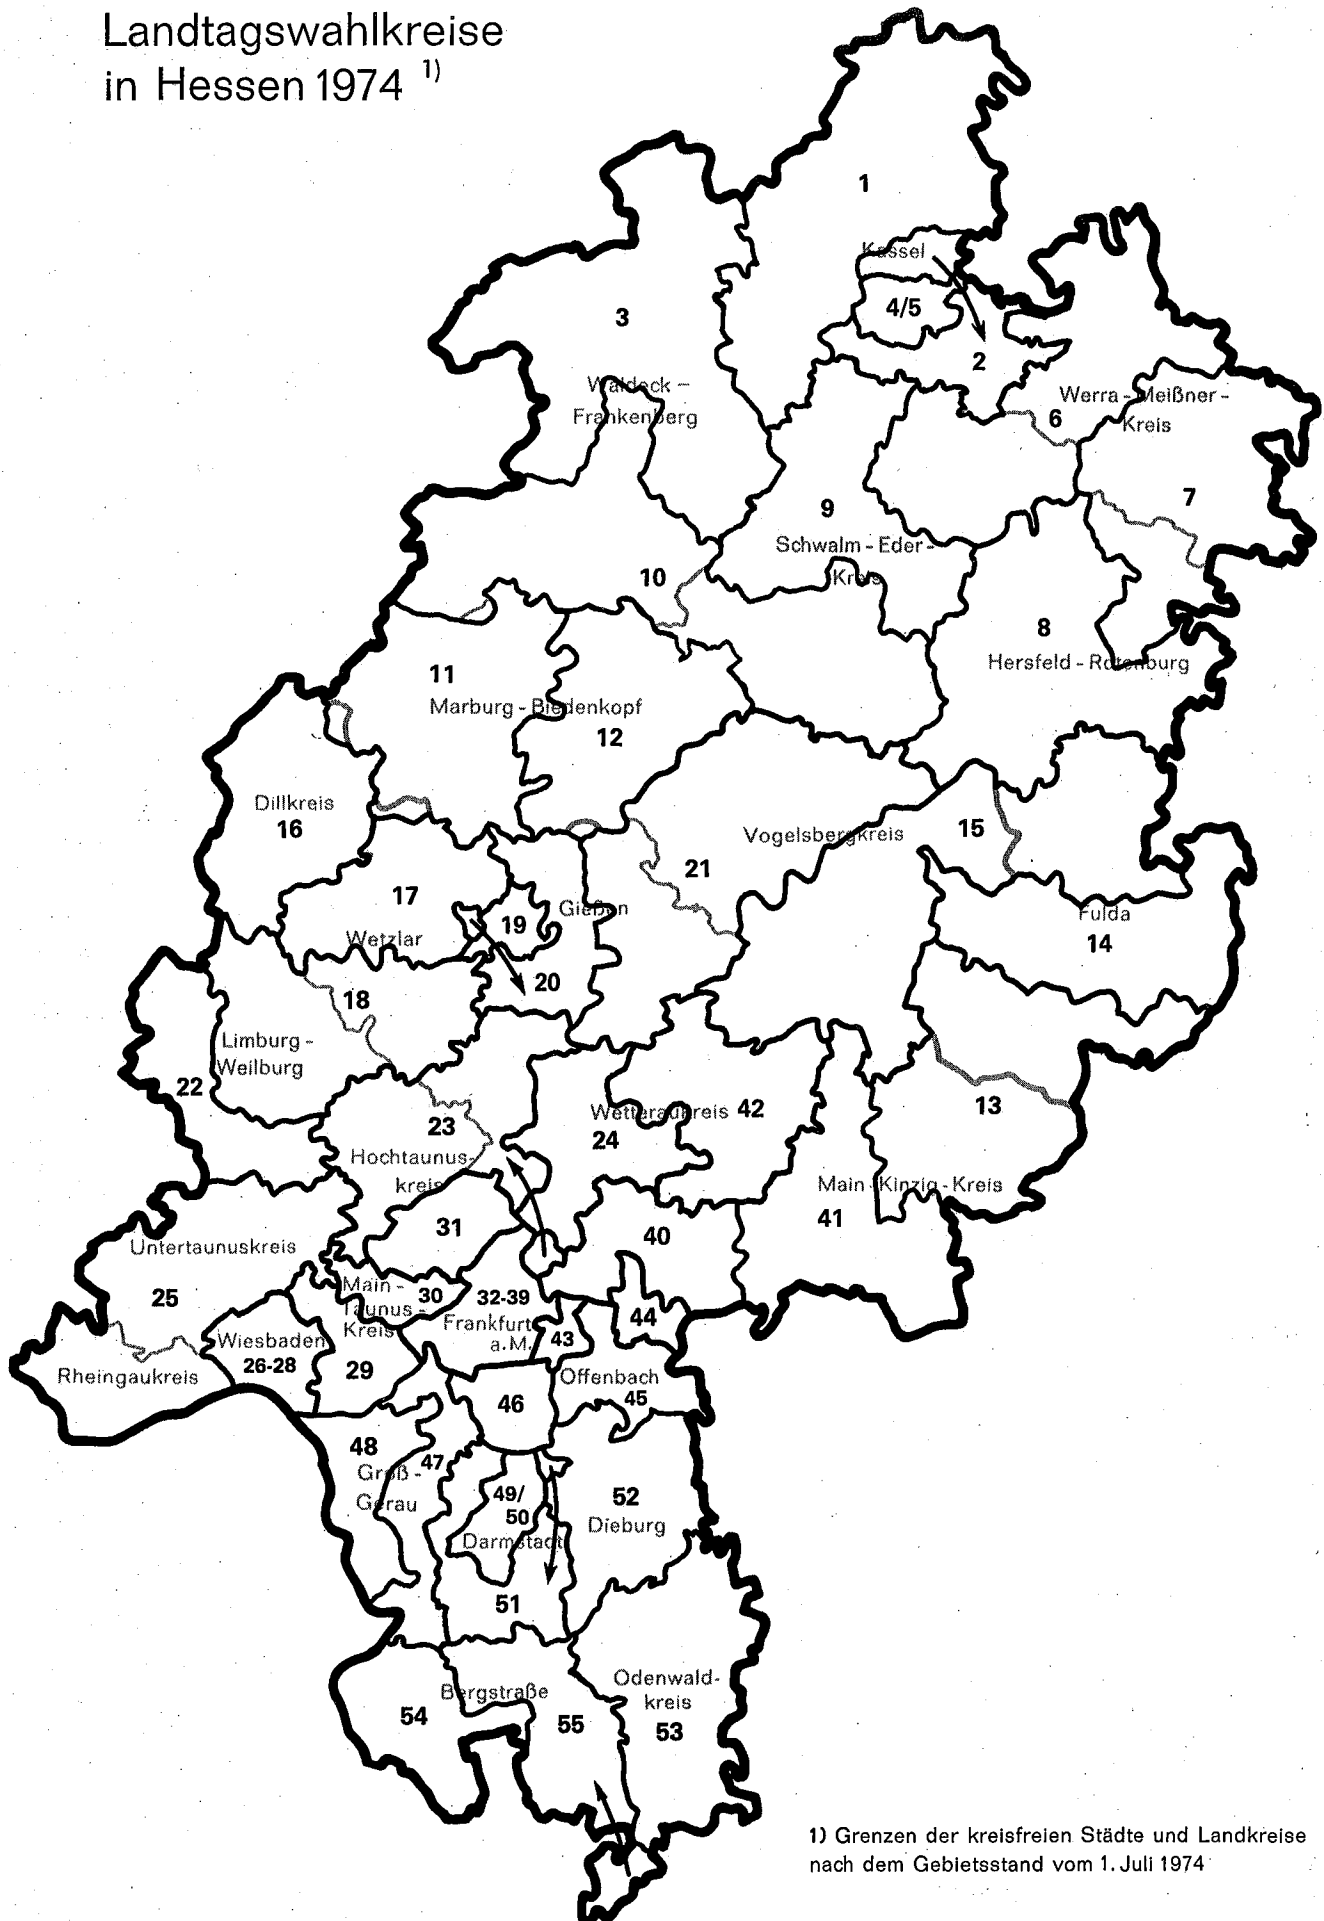 Landtagswahlkreise
in Hessen 1974 1)
1
Kassel
4/5
3
2
Waldeck -
Frankenberg
Werra - Meißner -
6
Kreis
7
9
Schwalm - Eder -
Kreis
10
8
Hersfeld - Rotenburg
11
Marburg - Biedenkopf
12
Dillkreis
16
15
Vogelsbergkreis
21
17
Gießen
19
Wetzlar
Fulda
14
20
18
Limburg -
Weilburg
22
13
23
Wetteraukreis 42
24
Hochtaunus-
kreis
Main - Kinzig - Kreis
41
31
40
Untertaunuskreis
25
Main -
Taunus -
Kreis
30
32-39
Frankfurt
a. M.
44
43
Wiesbaden
26-28
29
Rheingaukreis
Offenbach
45
46
48
47
Groß -
Gerau
49/
50
Darmstadt
52
Dieburg
51
Odenwald-
kreis
53
Bergstraße
54
55
1) Grenzen der kreisfreien Städte und Landkreise
nach dem Gebietsstand vom 1. Juli 1974